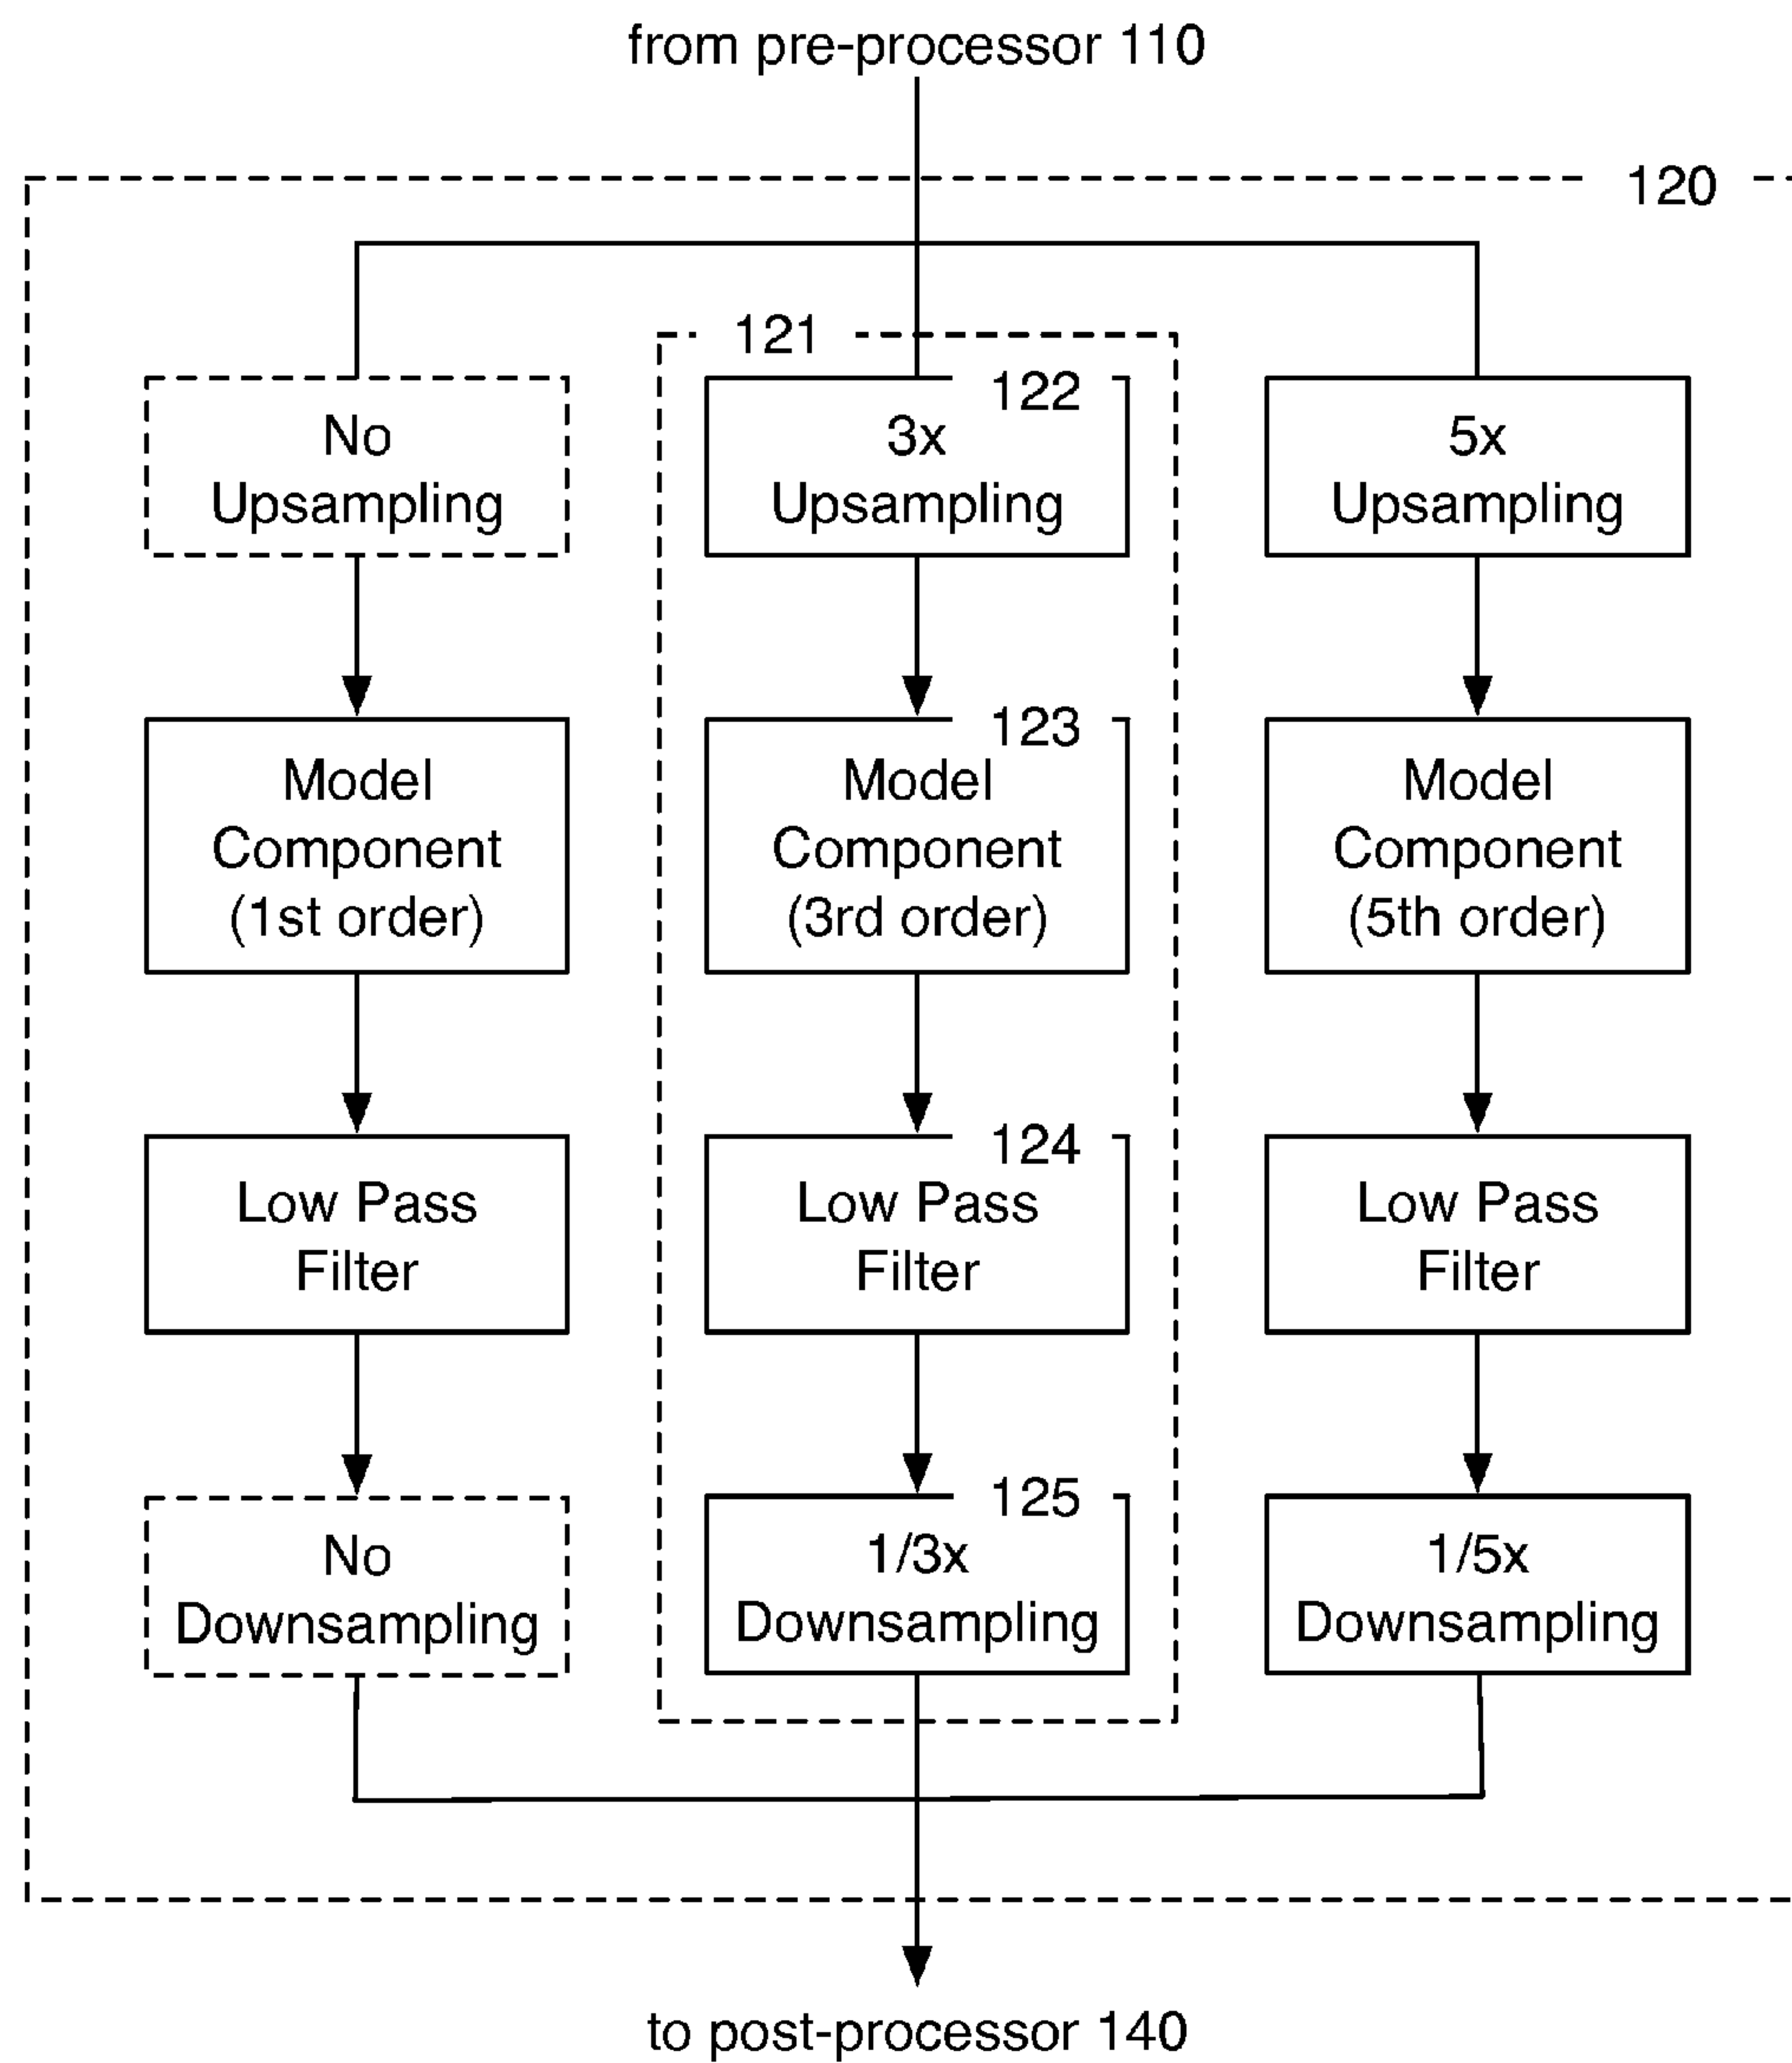 from pre-processor 110
120
121
No
Upsampling
122
3x
Upsampling
5x
Upsampling
Model
Component
(1st order)
123
Model
Component
(3rd order)
Model
Component
(5th order)
Low Pass
Filter
124
Low Pass
Filter
Low Pass
Filter
No
Downsampling
125
1/3x
Downsampling
1/5x
Downsampling
to post-processor 140